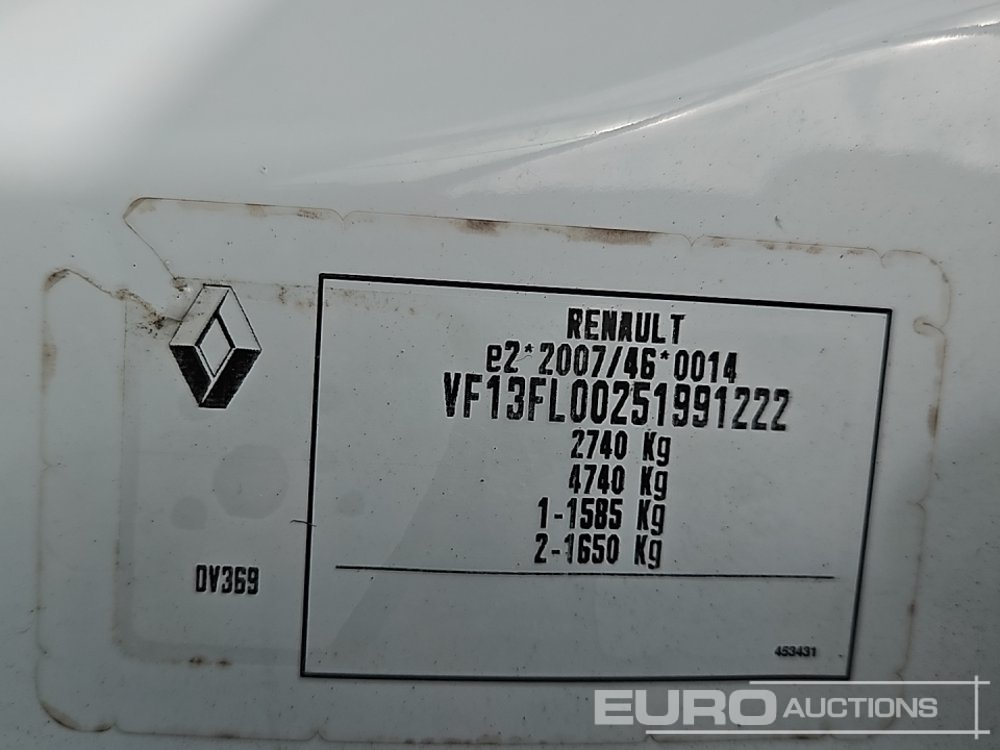 RENAULT
e2*2007/46*0014
VF13FL00251991222
2740 Kg
4740 Kg
1-1585 Kg
2-1650 Kg
DV369
453431
EURO AUCTIONS